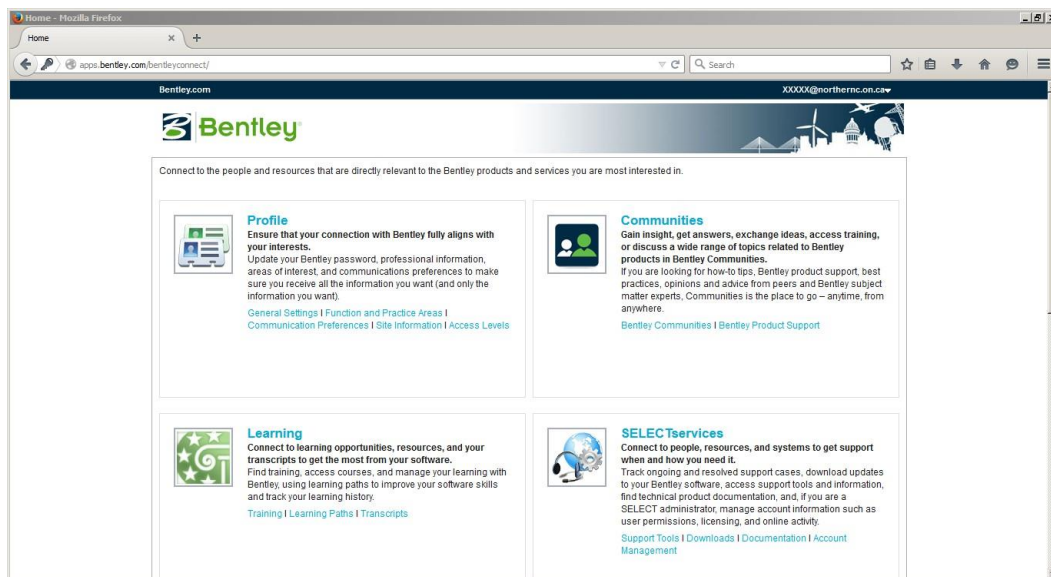 Home - Mozilla Firefox
Home
apps.bentley.com/bentleyconnect/
Search
Bentley.com
XXXXX@northernc.on.ca
Bentley
Connect to the people and resources that are directly relevant to the Bentley products and services you are most interested in.
Profile
Ensure that your connection with Bentley fully aligns with
your interests.
Update your Bentley password, professional information,
areas of interest, and communications preferences to make
sure you receive all the information you want (and only the
information you want).
General Settings I Function and Practice Areas I
Communication Preferences I Site Information I Access Levels
Communities
Gain insight, get answers, exchange ideas, access training,
or discuss a wide range of topics related to Bentley
products in Bentley Communities.
If you are looking for how-to tips, Bentley product support, best
practices, opinions and advice from peers and Bentley subject
matter experts, Communities is the place to go – anytime, from
anywhere.
Bentley Communities I Bentley Product Support
Learning
Connect to learning opportunities, resources, and your
transcripts to get the most from your software.
Find training, access courses, and manage your learning with
Bentley, using learning paths to improve your software skills
and track your learning history.
Training I Learning Paths I Transcripts
SELECTservices
Connect to people, resources, and systems to get support
when and how you need it.
Track ongoing and resolved support cases, download updates
to your Bentley software, access support tools and information,
find technical product documentation, and, if you are a
SELECT administrator, manage account information such as
user permissions, licensing, and online activity.
Support Tools I Downloads I Documentation I Account
Management